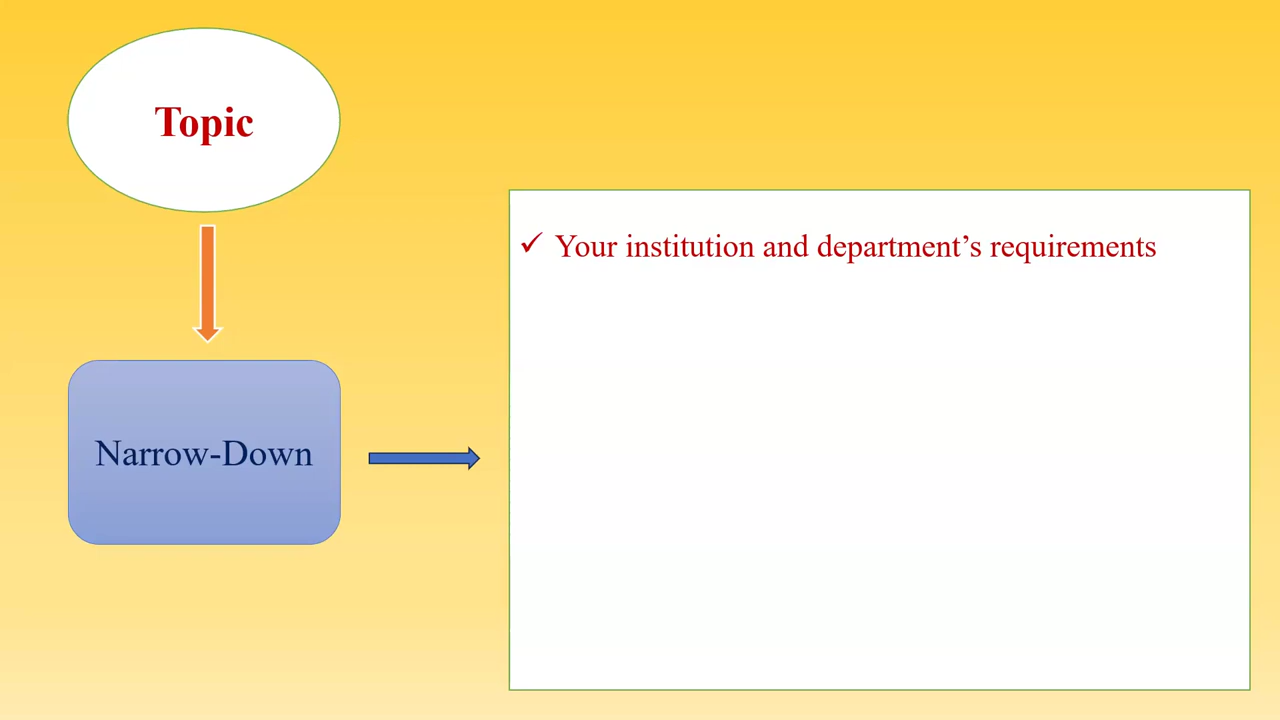 Topic
Narrow-Down
✓ Your institution and department’s requirements